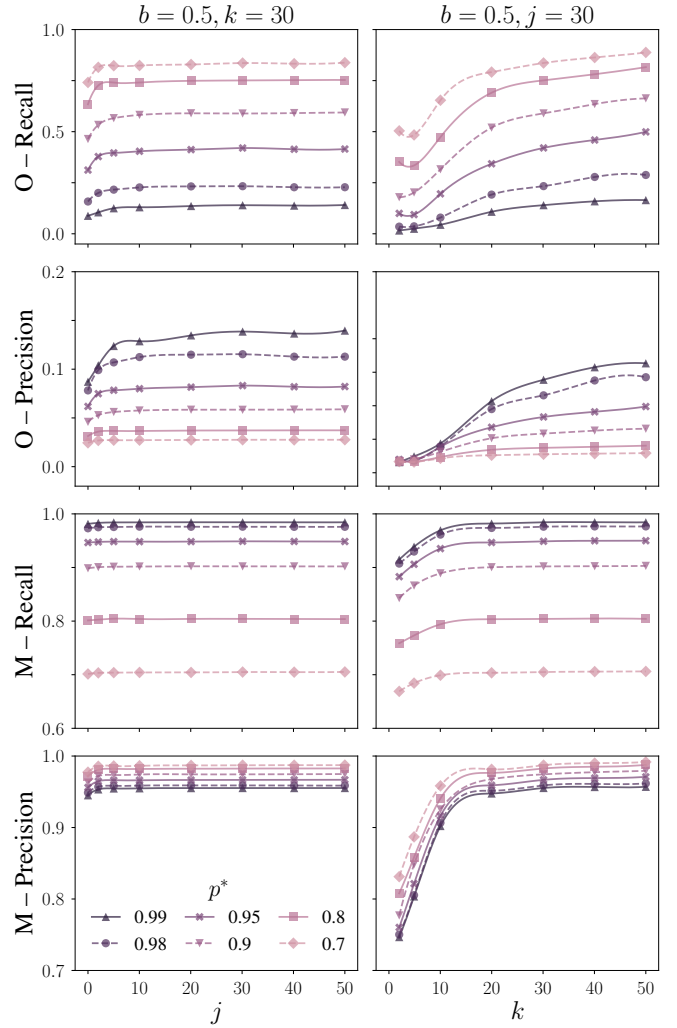 b = 0.5, k = 30
b = 0.5, j = 30
O − Recall
1.0
0.5
0.0
O − Precision
0.2
0.1
0.0
M − Recall
1.0
0.8
0.6
M − Precision
1.0
0.9
0.8
0.7
p*
0.99 0.95 0.8
0.98 0.9 0.7
0 10 20 30 40 50
0 10 20 30 40 50
j
k